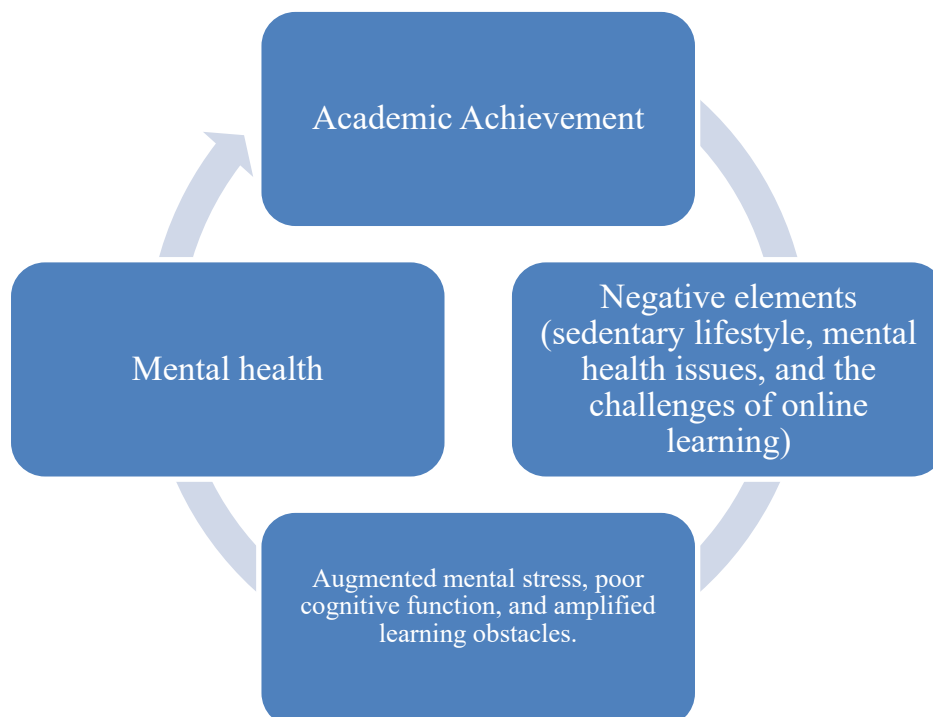 Academic Achievement
Negative elements
(sedentary lifestyle, mental
health issues, and the
challenges of online
learning)
Augmented mental stress, poor
cognitive function, and amplified
learning obstacles.
Mental health